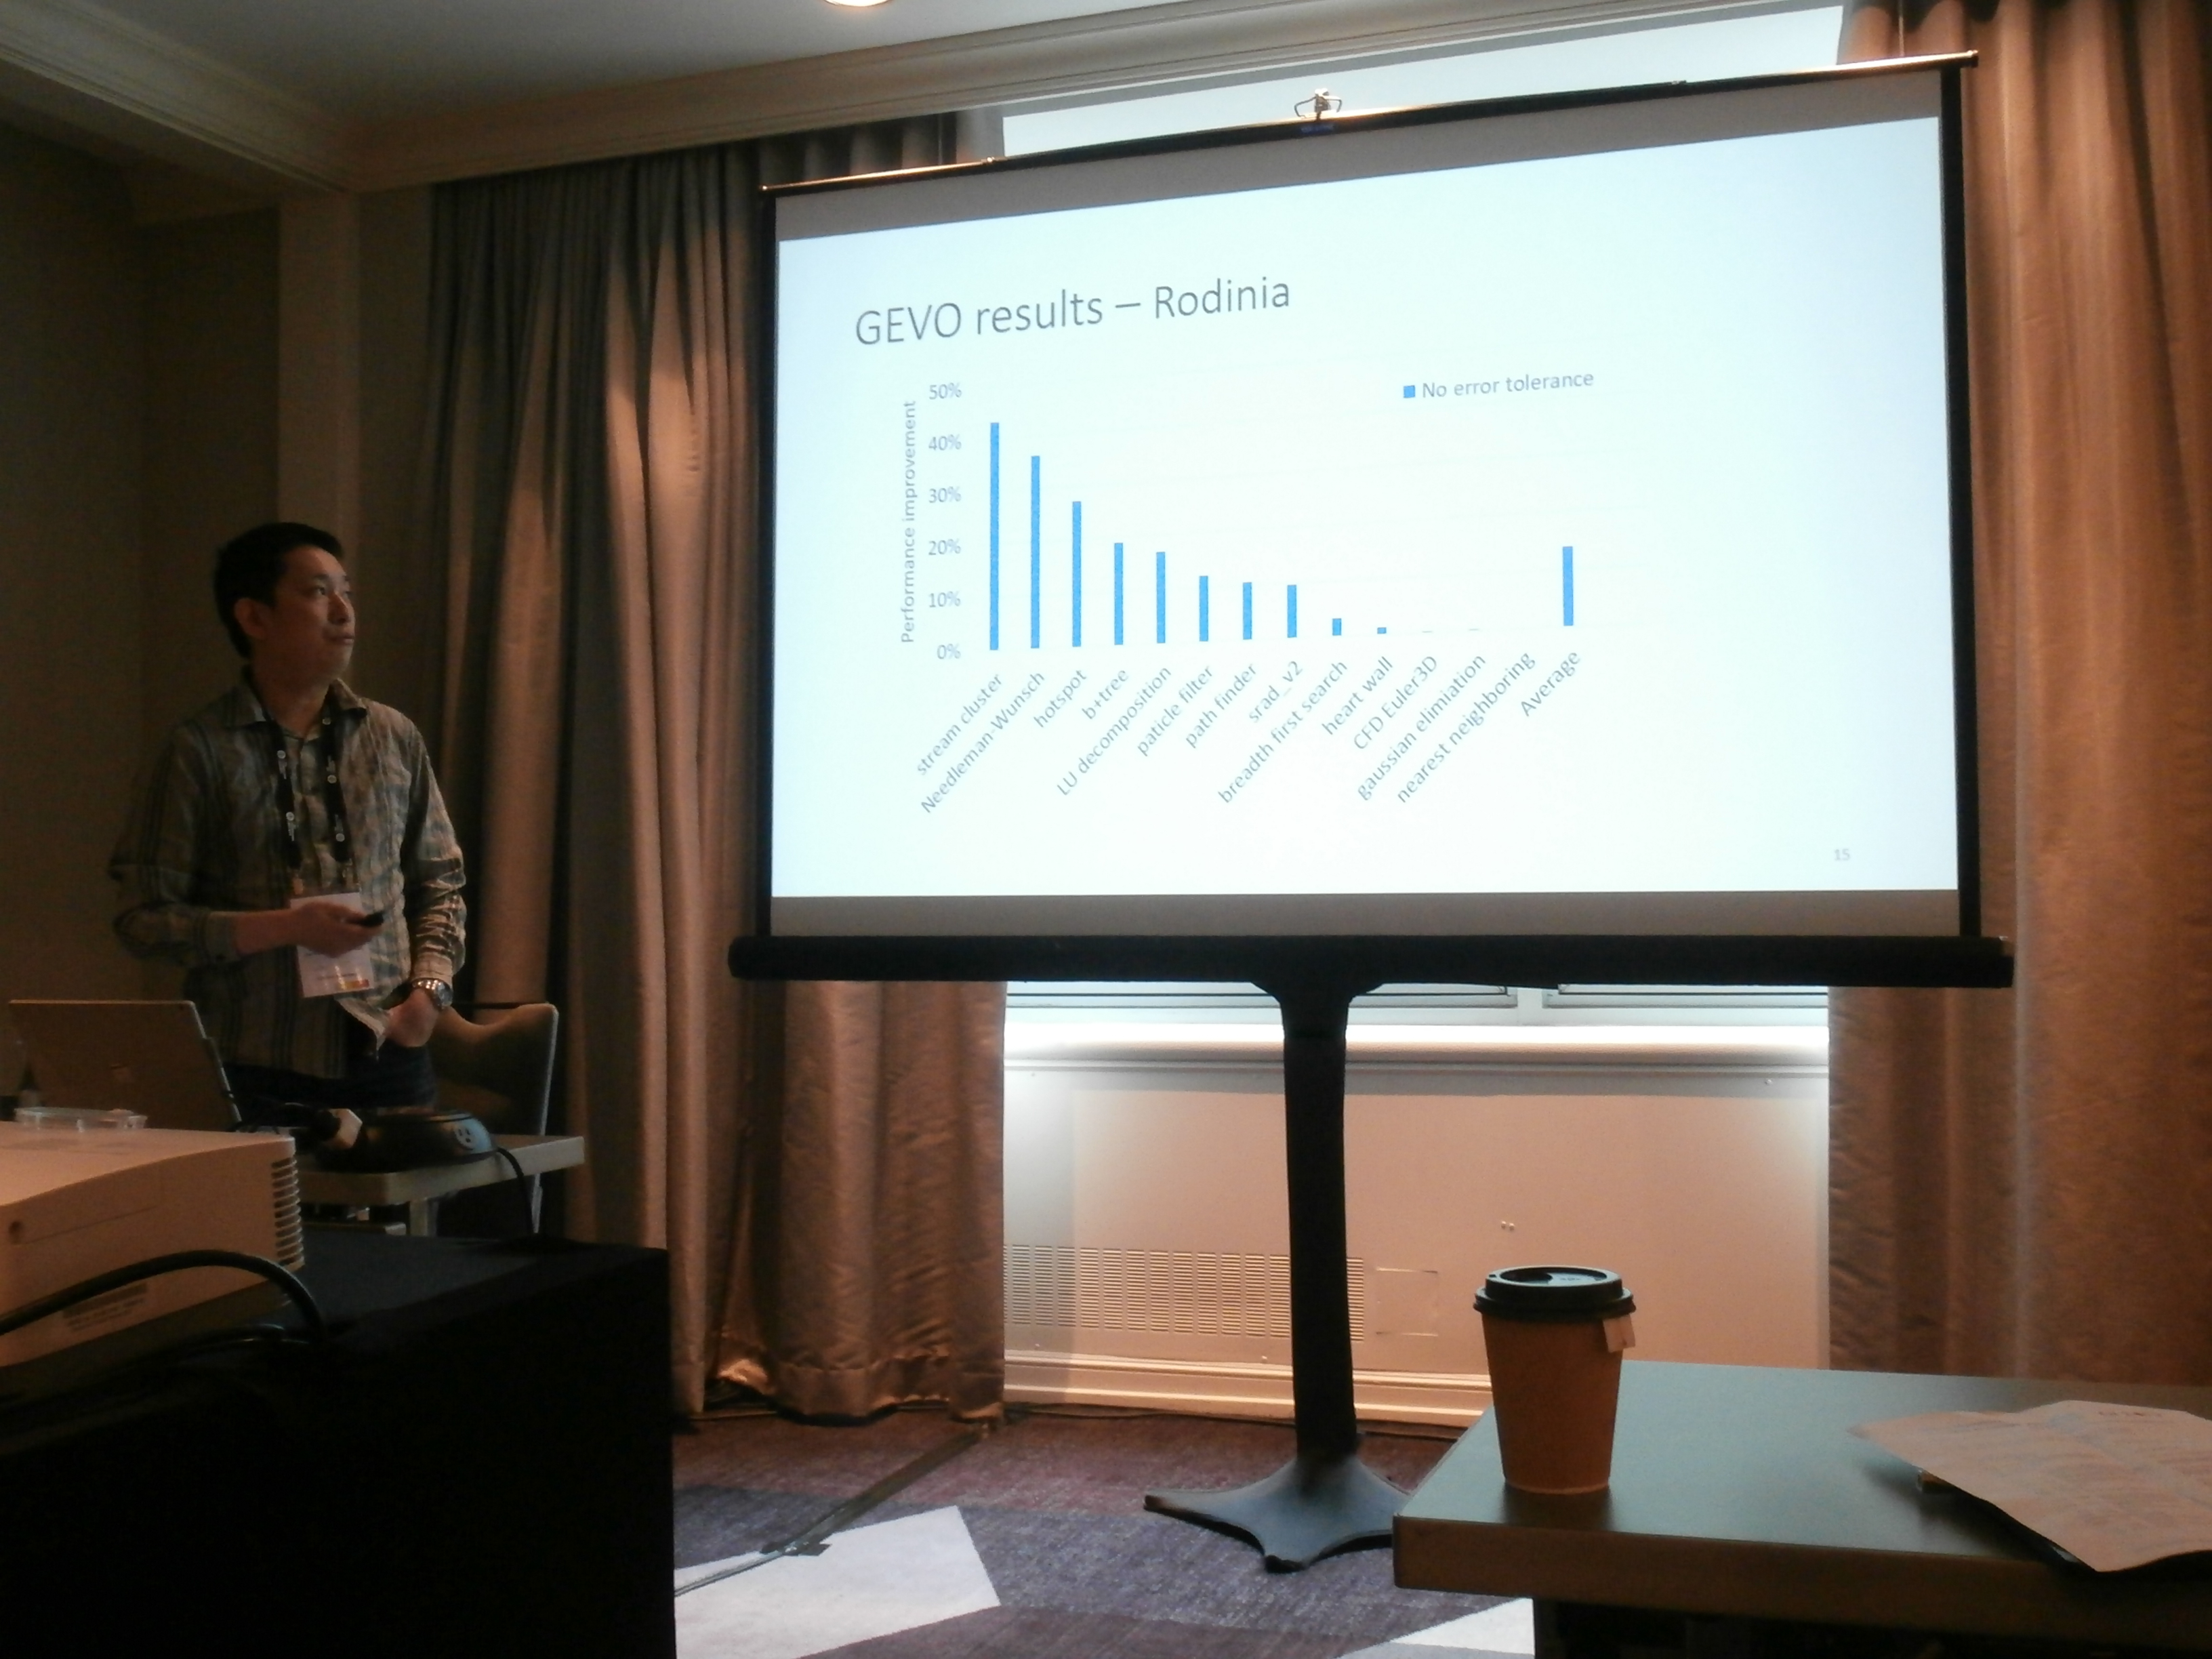 GEVO results – Rodinia
No error tolerance
Performance improvement
50%
40%
30%
20%
10%
0%
stream cluster
Needleman-Wunsch
hotspot
b+tree
LU decomposition
paticle filter
path finder
srad_v2
breadth first search
heart wall
CFD Euler3D
gaussian elimiation
nearest neighboring
Average
15